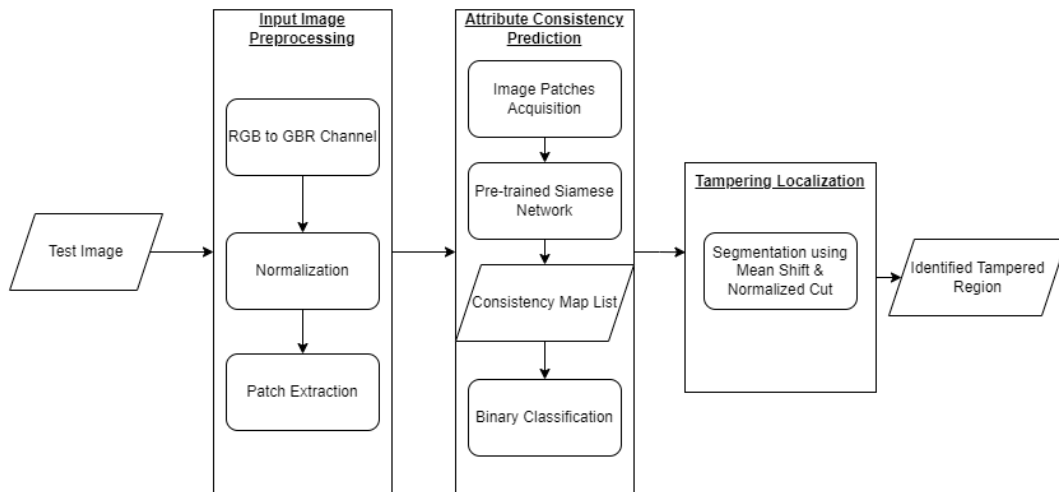 Test Image
Input Image
Preprocessing
RGB to GBR Channel
Normalization
Patch Extraction
Attribute Consistency
Prediction
Image Patches
Acquisition
Pre-trained Siamese
Network
Consistency Map List
Binary Classification
Tampering Localization
Segmentation using
Mean Shift &
Normalized Cut
Identified Tampered
Region